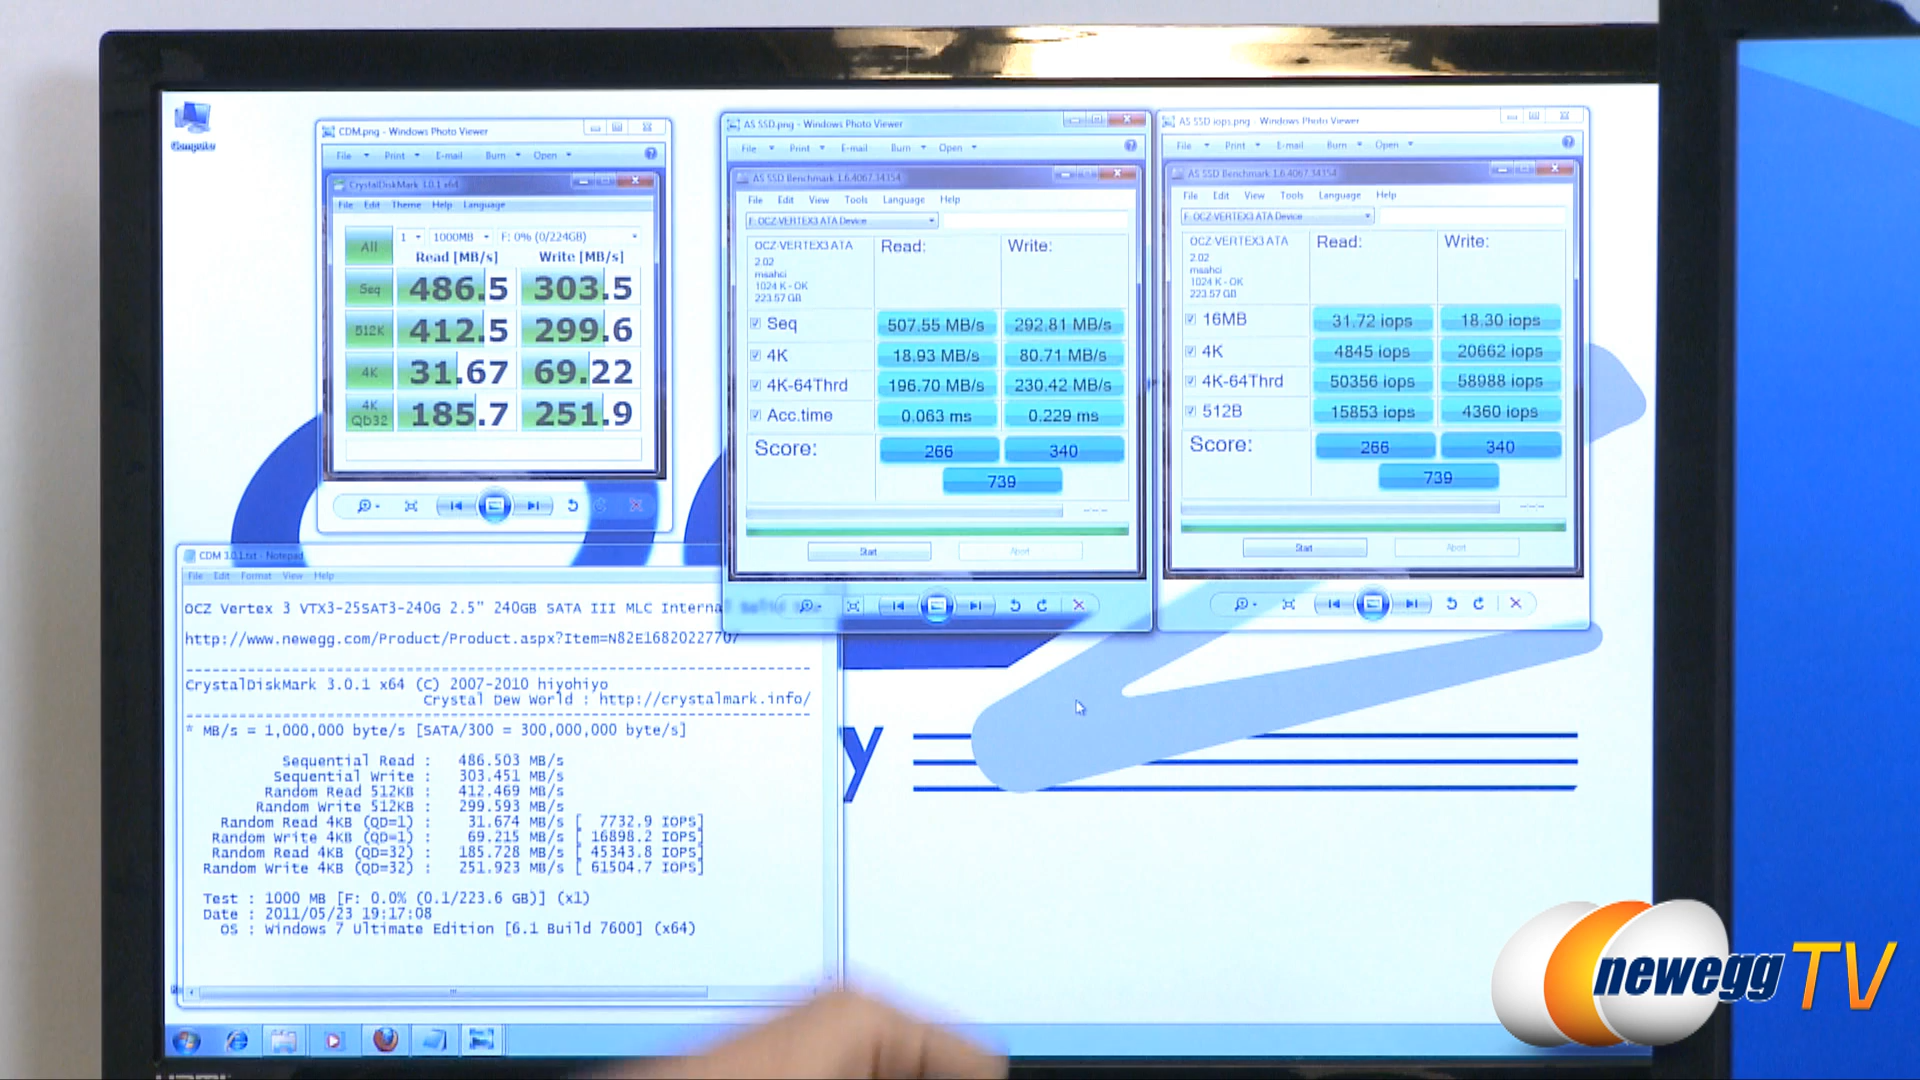 Computer
CDM.png - Windows Photo Viewer
File Print E-mail Burn Open
CrystalDiskMark 3.0.1 x64
File Edit Theme Help Language
All 1 1000MB F: 0% (0/224GB)
Read [MB/s] Write [MB/s]
Seq 486.5 303.5
512K 412.5 299.6
4K 31.67 69.22
4K QD32 185.7 251.9
AS SSD.png - Windows Photo Viewer
File Print E-mail Burn Open
AS SSD Benchmark 1.6.4067.34354
File Edit View Tools Language Help
F: OCZ-VERTEX3 ATA Device
OCZ-VERTEX3 ATA Read: Write:
2.02
msahci
1024 K - OK
223.57 GB
Seq 507.55 MB/s 292.81 MB/s
4K 18.93 MB/s 80.71 MB/s
4K-64Thrd 196.70 MB/s 230.42 MB/s
Acc.time 0.063 ms 0.229 ms
Score: 266 340
739
Start Abort
AS SSD iops.png - Windows Photo Viewer
File Print E-mail Burn Open
AS SSD Benchmark 1.6.4067.34354
File Edit View Tools Language Help
F: OCZ-VERTEX3 ATA Device
OCZ-VERTEX3 ATA Read: Write:
2.02
msahci
1024 K - OK
223.57 GB
16MB 31.72 iops 18.30 iops
4K 4845 iops 20662 iops
4K-64Thrd 50356 iops 58988 iops
512B 15853 iops 4360 iops
Score: 266 340
739
Start Abort
CDM 3.0.1.txt - Notepad
File Edit Format View Help
OCZ Vertex 3 VTX3-25SAT3-240G 2.5" 240GB SATA III MLC Interna
http://www.newegg.com/Product/Product.aspx?Item=N82E16820227707
CrystalDiskMark 3.0.1 x64 (C) 2007-2010 hiyohiyo
Crystal Dew World : http://crystalmark.info/
* MB/s = 1,000,000 byte/s [SATA/300 = 300,000,000 byte/s]
Sequential Read : 486.503 MB/s
Sequential Write : 303.451 MB/s
Random Read 512KB : 412.469 MB/s
Random Write 512KB : 299.593 MB/s
Random Read 4KB (QD=1) : 31.674 MB/s [ 7732.9 IOPS]
Random Write 4KB (QD=1) : 69.215 MB/s [ 16898.2 IOPS]
Random Read 4KB (QD=32) : 185.728 MB/s [ 45343.8 IOPS]
Random Write 4KB (QD=32) : 251.923 MB/s [ 61504.7 IOPS]
Test : 1000 MB [F: 0.0% (0.1/223.6 GB)] (x1)
Date : 2011/05/23 19:17:08
OS : Windows 7 Ultimate Edition [6.1 Build 7600] (x64)
y
newegg TV